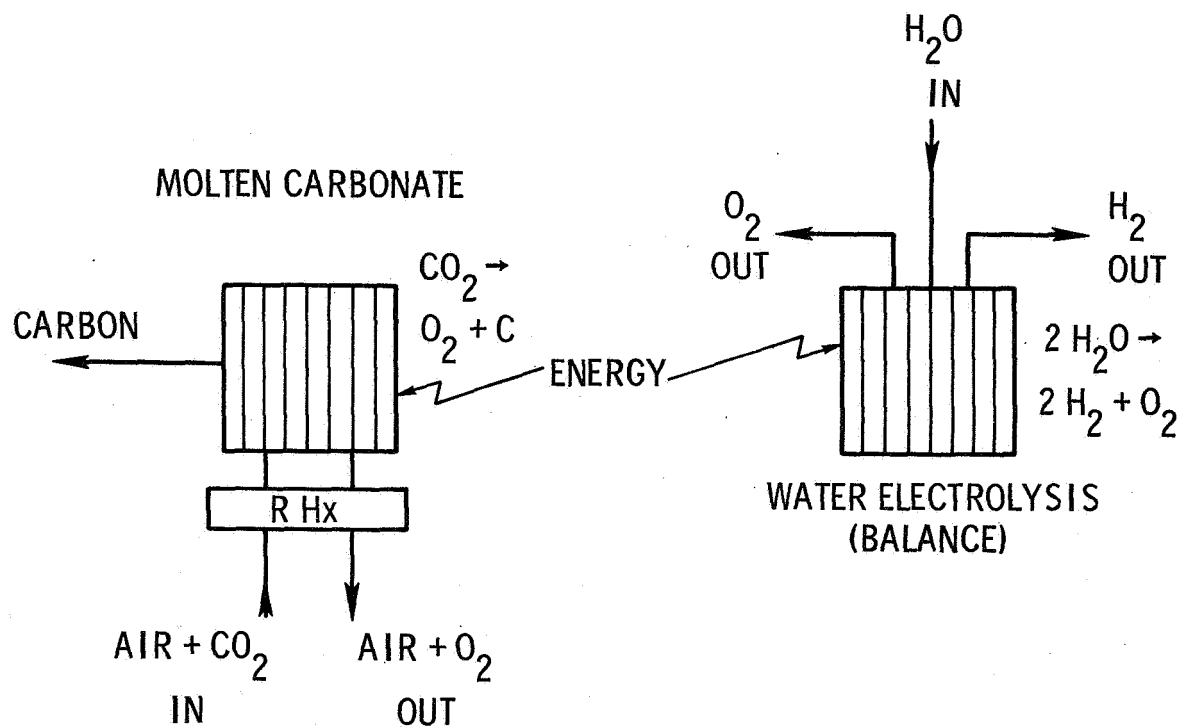 MOLTEN CARBONATE
CO₂ →
O₂ + C
CARBON
R Hx
AIR + CO₂
IN
AIR + O₂
OUT
ENERGY
H₂O
IN
O₂
OUT
H₂
OUT
2 H₂O →
2 H₂ + O₂
WATER ELECTROLYSIS
(BALANCE)